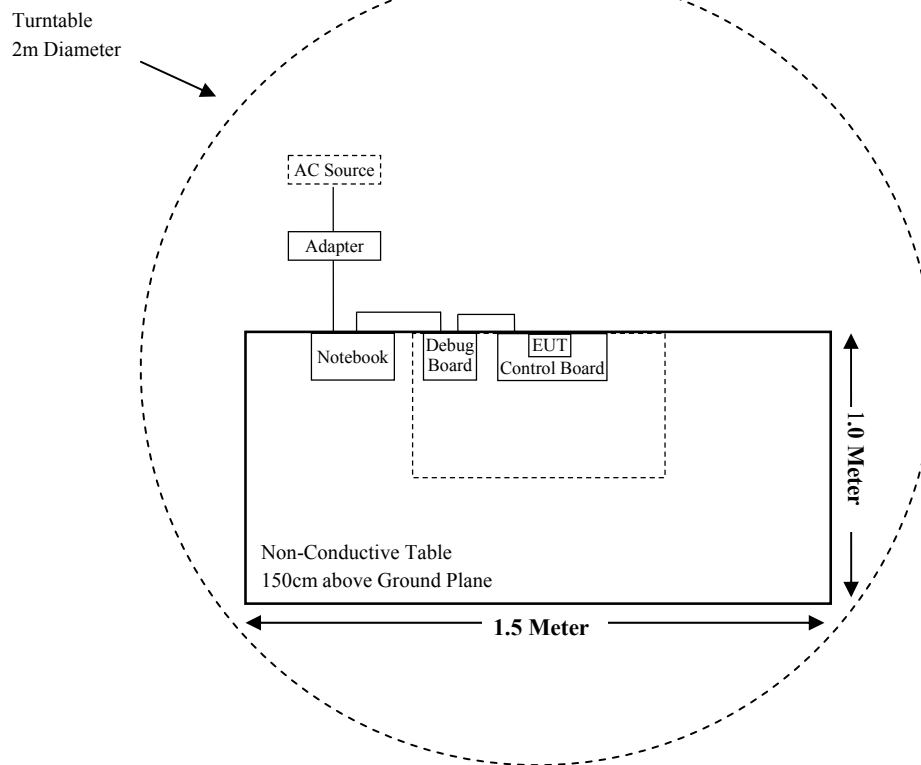 Turntable
2m Diameter
AC Source
Adapter
Notebook
Debug
Board
EUT
Control Board
1.0 Meter
Non-Conductive Table
150cm above Ground Plane
1.5 Meter